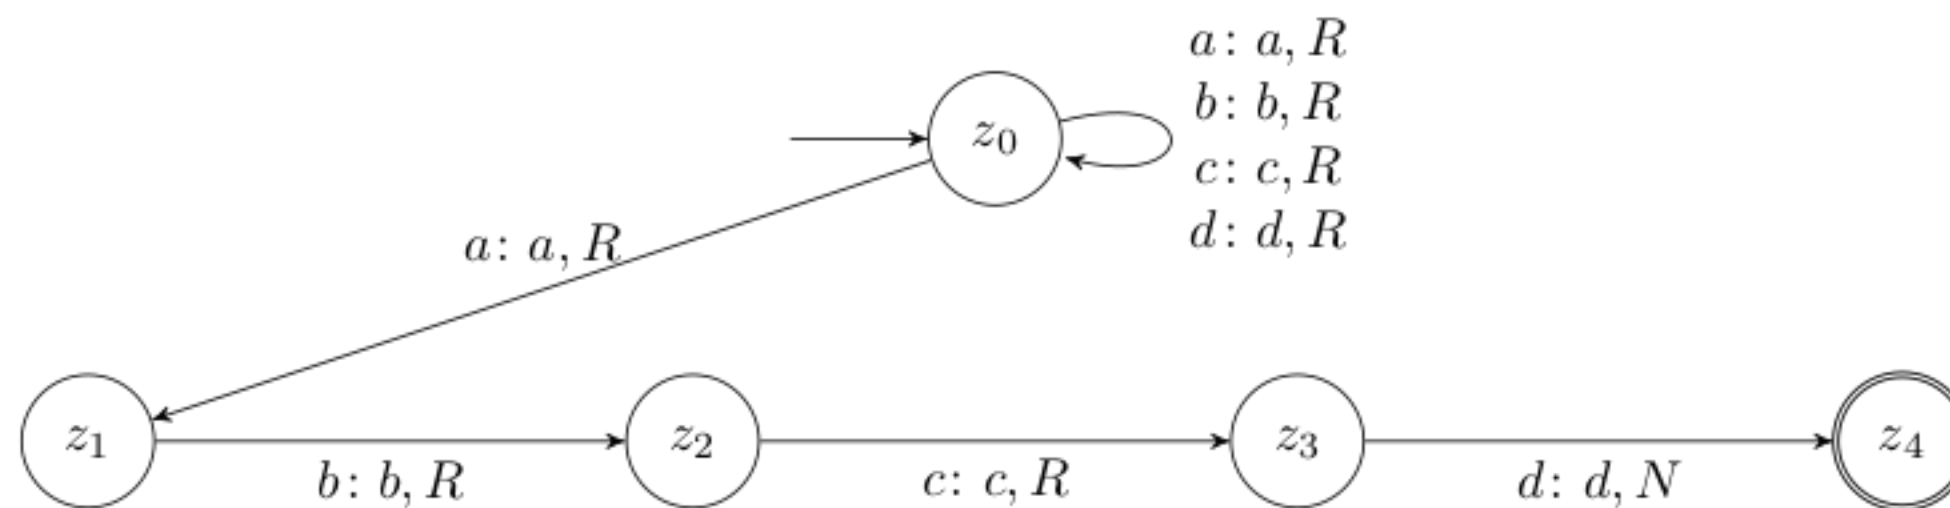 a: a, R
b: b, R
z₀
c: c, R
d: d, R
a: a, R
z₁
z₂
z₃
z₄
b: b, R
c: c, R
d: d, N